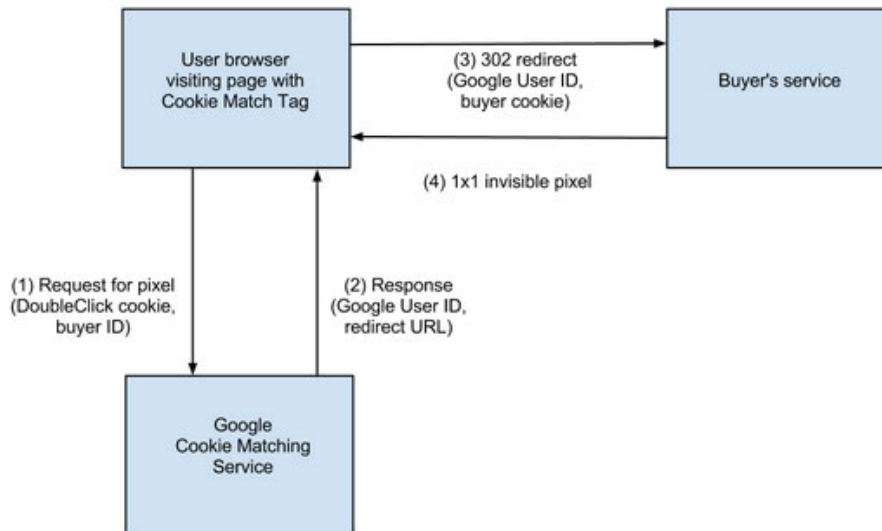 User browser
visiting page with
Cookie Match Tag
(3) 302 redirect
(Google User ID,
buyer cookie)
Buyer's service
(4) 1x1 invisible pixel
(1) Request for pixel
(DoubleClick cookie,
buyer ID)
(2) Response
(Google User ID,
redirect URL)
Google
Cookie Matching
Service